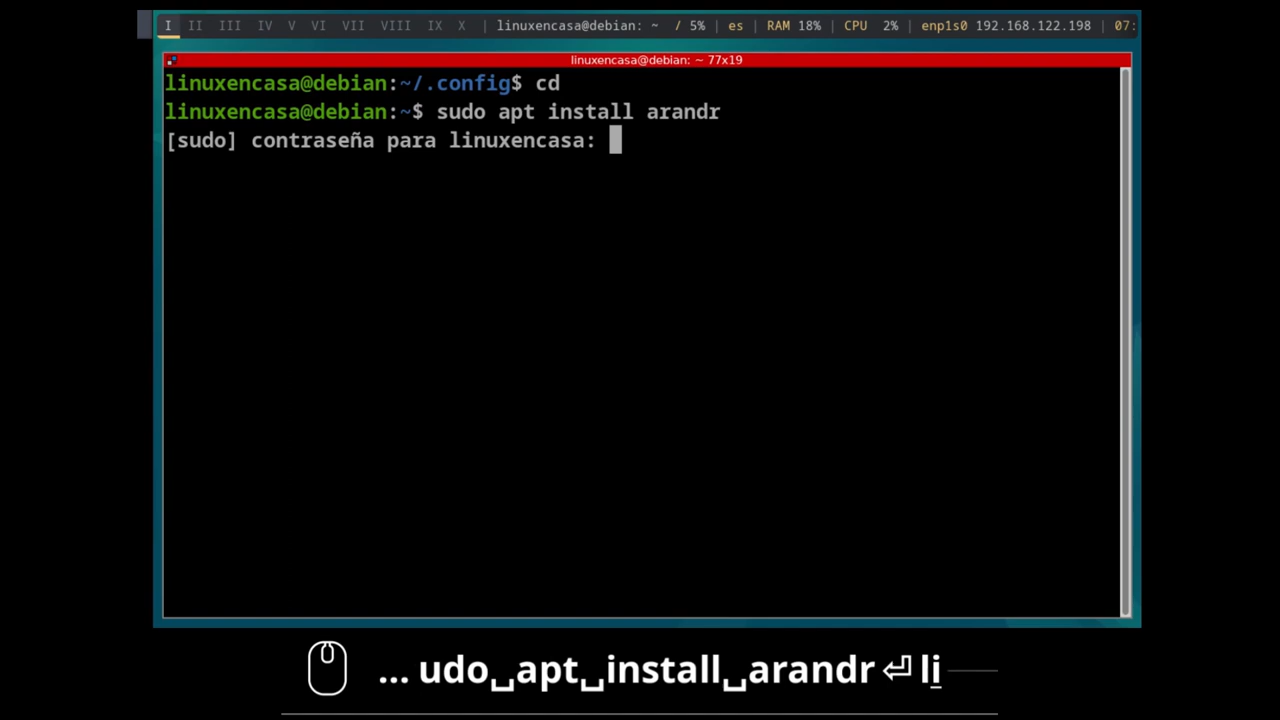 I II III IV V VI VII VIII IX X | linuxencasa@debian: ~ / 5% | es | RAM 18% | CPU 2% | enp1s0 192.168.122.198 | 07:
linuxencasa@debian: ~ 77x19
linuxencasa@debian:~/.config$ cd
linuxencasa@debian:~$ sudo apt install arandr
[sudo] contraseña para linuxencasa:
... udo␣apt␣install␣arandr⏎li